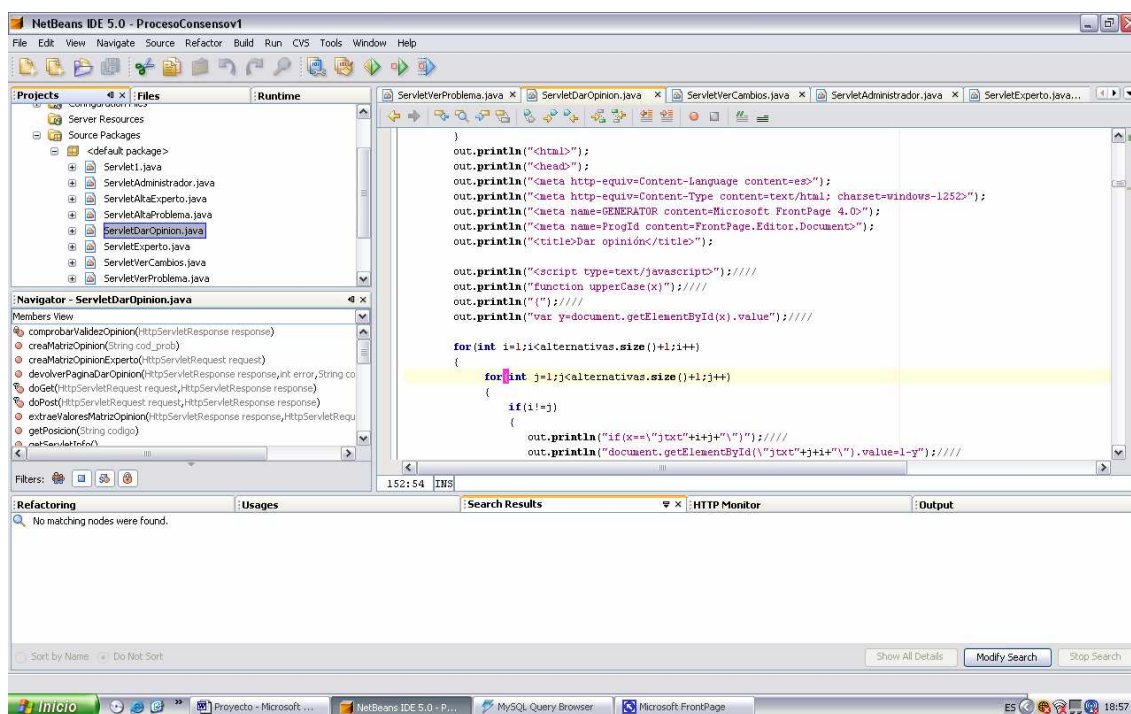 NetBeans IDE 5.0 - ProcesoConsensov1
File Edit View Navigate Source Refactor Build Run CVS Tools Window Help
Projects Files Runtime
Configuration Files
Server Resources
Source Packages
<default package>
Servlet1.java
ServletAdministrador.java
ServletAltaExperto.java
ServletAltaProblema.java
ServletDarOpinion.java
ServletExperto.java
ServletVerCambios.java
ServletVerProblema.java
Navigator - ServletDarOpinion.java
Members View
comprobarValidezOpinion(HttpServletResponse response)
creaMatrizOpinion(String cod_prob)
creaMatrizOpinionExperto(HttpServletRequest request)
devolverPaginaDarOpinion(HttpServletResponse response,int error,String co
doGet(HttpServletRequest request,HttpServletResponse response)
doPost(HttpServletRequest request,HttpServletResponse response)
extraeValoresMatrizOpinion(HttpServletResponse response,HttpServletRequ
getPosicion(String codigo)
getServletInfo()
Filters:
ServletVerProblema.java ServletDarOpinion.java ServletVerCambios.java ServletAdministrador.java ServletExperto.java...
}
out.println("<html>");
out.println("<head>");
out.println("<meta http-equiv=Content-Language content=es>");
out.println("<meta http-equiv=Content-Type content=text/html; charset=windows-1252>");
out.println("<meta name=GENERATOR content=Microsoft FrontPage 4.0>");
out.println("<meta name=ProgId content=FrontPage.Editor.Document>");
out.println("<title>Dar opinión</title>");
out.println("<script type=text/javascript>");////
out.println("function upperCase(x)");////
out.println("{");////
out.println("var y=document.getElementById(x).value");////
for(int i=1;i<alternativas.size()+1;i++)
{
for(int j=1;j<alternativas.size()+1;j++)
{
if(i!=j)
{
out.println("if(x==\"jtxt"+i+j+"\")");////
out.println("document.getElementById(\"jtxt"+j+i+"\").value=1-y");////
152:54 INS
Refactoring Usages Search Results HTTP Monitor Output
No matching nodes were found.
Sort by Name Do Not Sort Show All Details Modify Search Stop Search
Inicio » Proyecto - Microsoft ... NetBeans IDE 5.0 - P... MySQL Query Browser Microsoft FrontPage ES 18:57